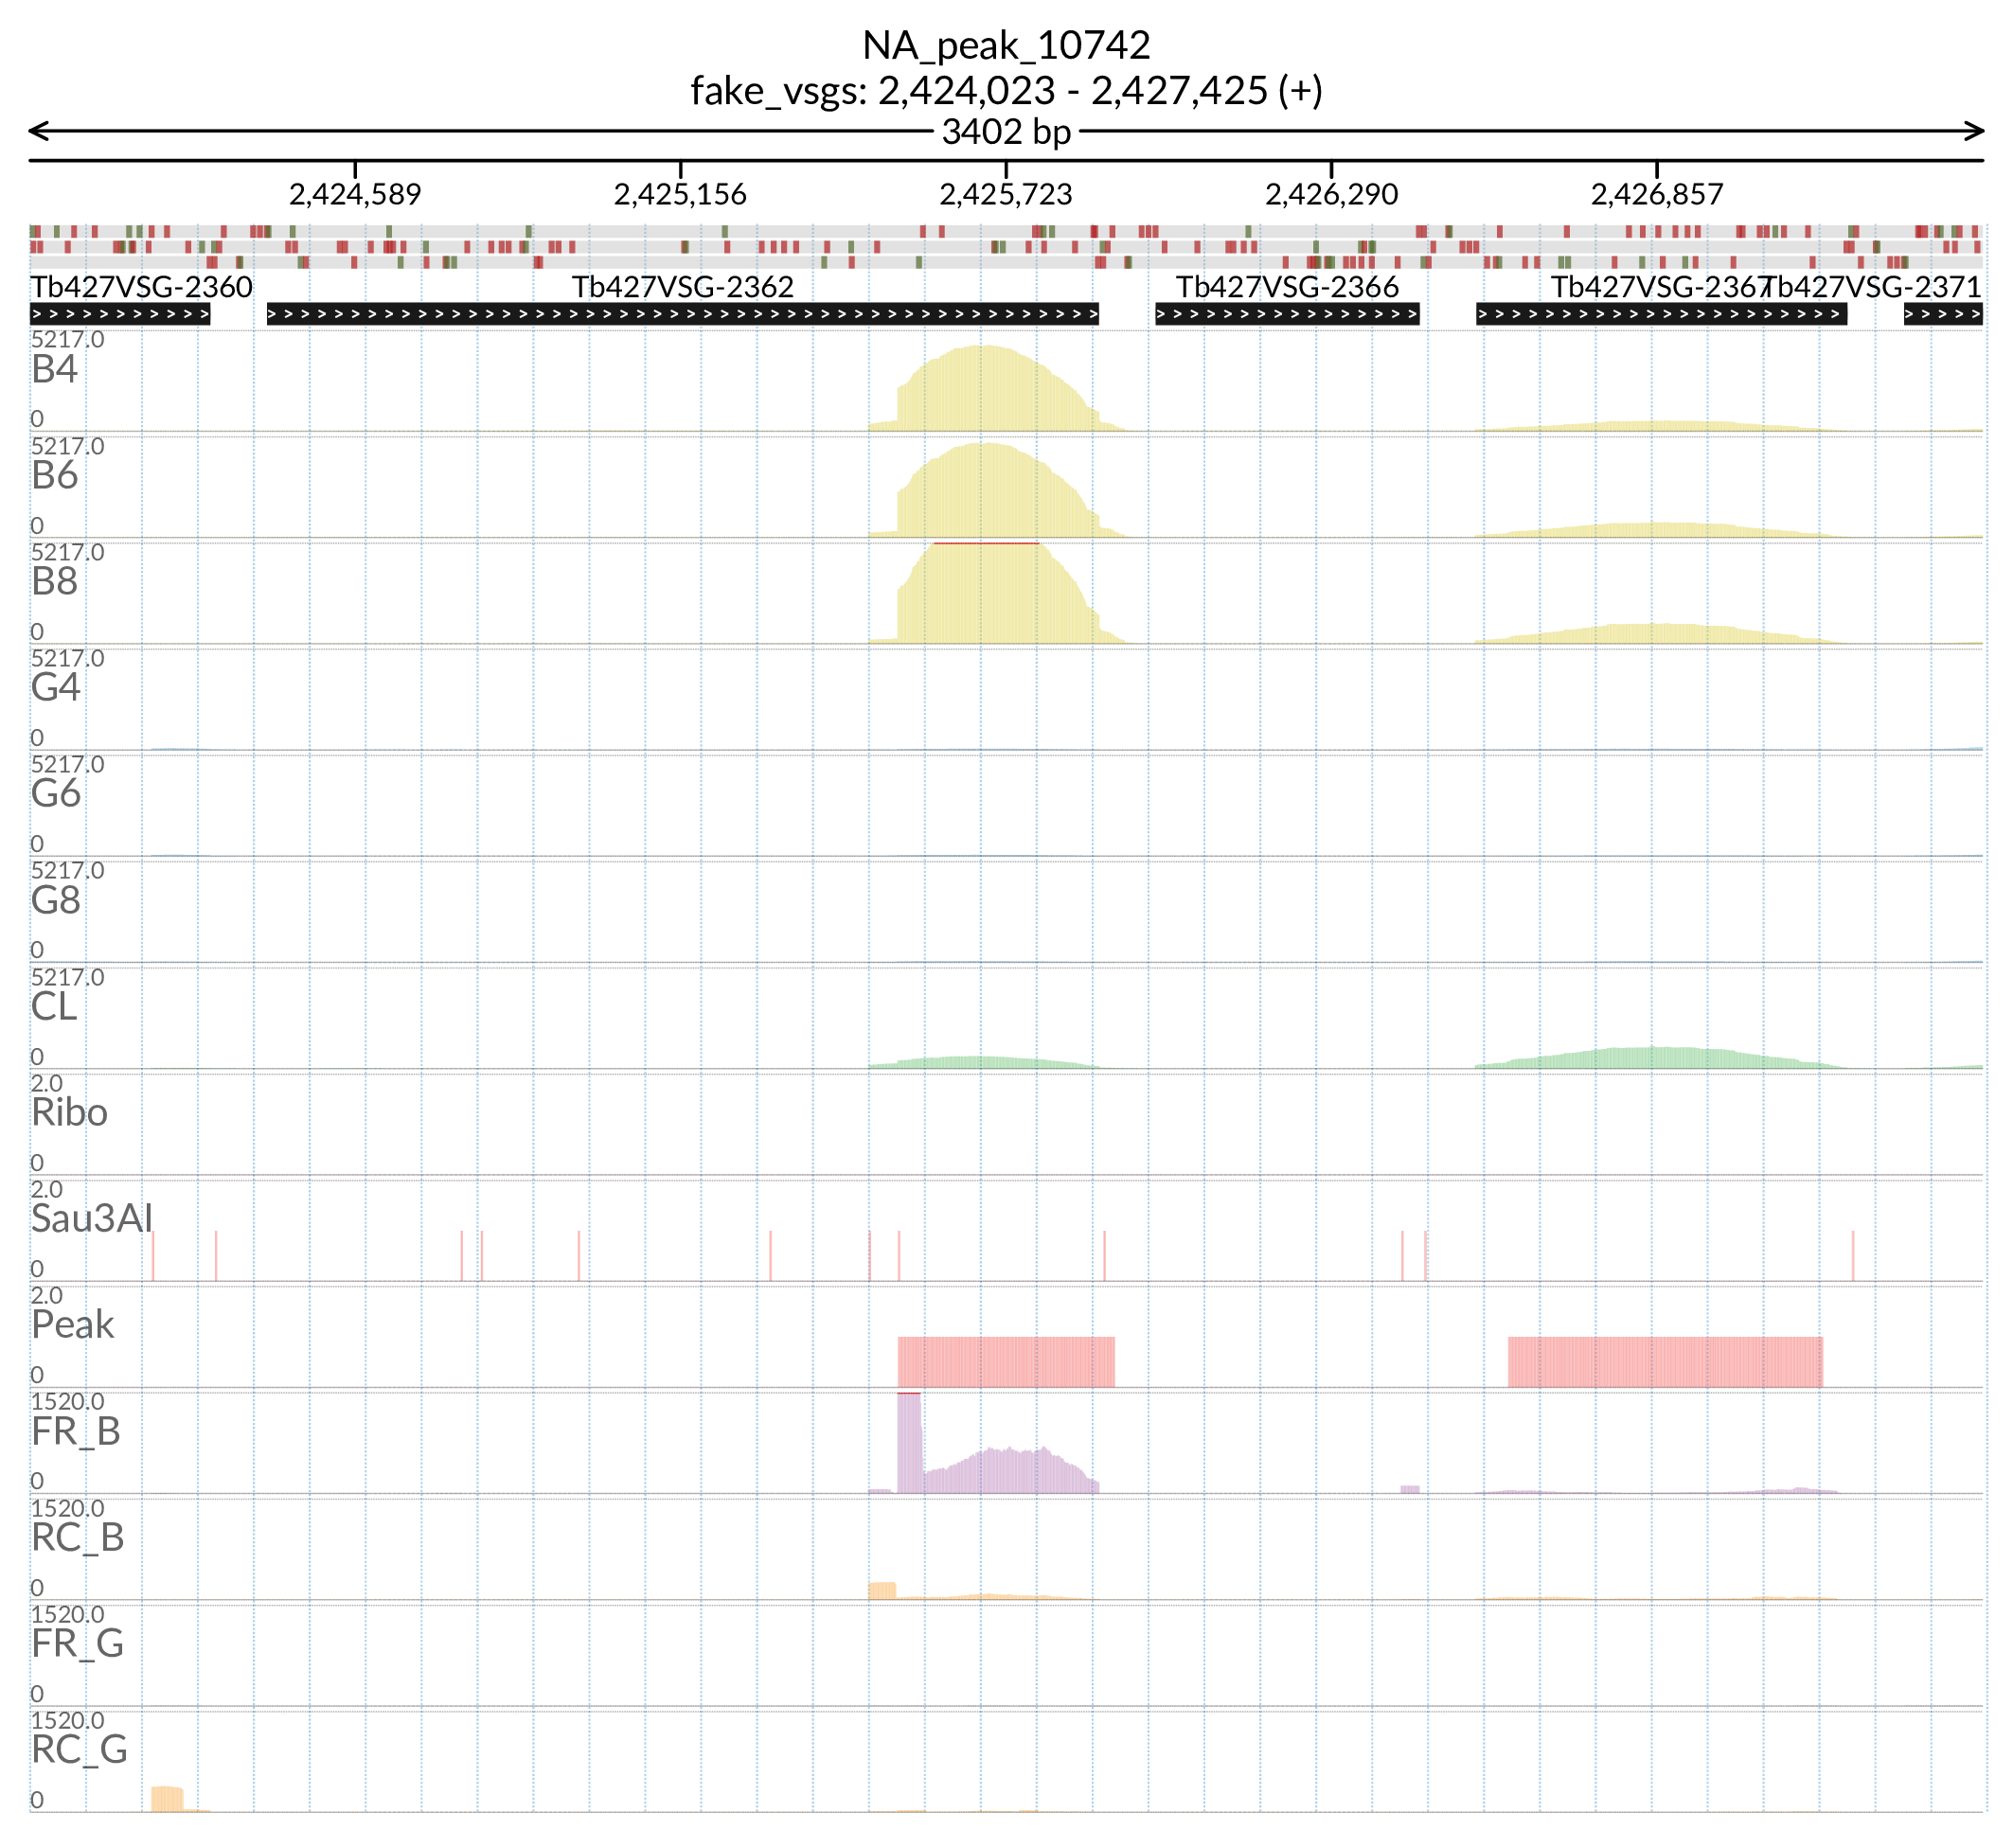 NA_peak_10742
fake_vsgs: 2,424,023 - 2,427,425 (+)
3402 bp
2,424,589 2,425,156 2,425,723 2,426,290 2,426,857
Tb427VSG-2360 Tb427VSG-2362 Tb427VSG-2366 Tb427VSG-2367 Tb427VSG-2371
5217.0
B4
0
5217.0
B6
0
5217.0
B8
0
5217.0
G4
0
5217.0
G6
0
5217.0
G8
0
5217.0
CL
0
2.0
Ribo
0
2.0
Sau3AI
0
2.0
Peak
0
1520.0
FR_B
0
1520.0
RC_B
0
1520.0
FR_G
0
1520.0
RC_G
0